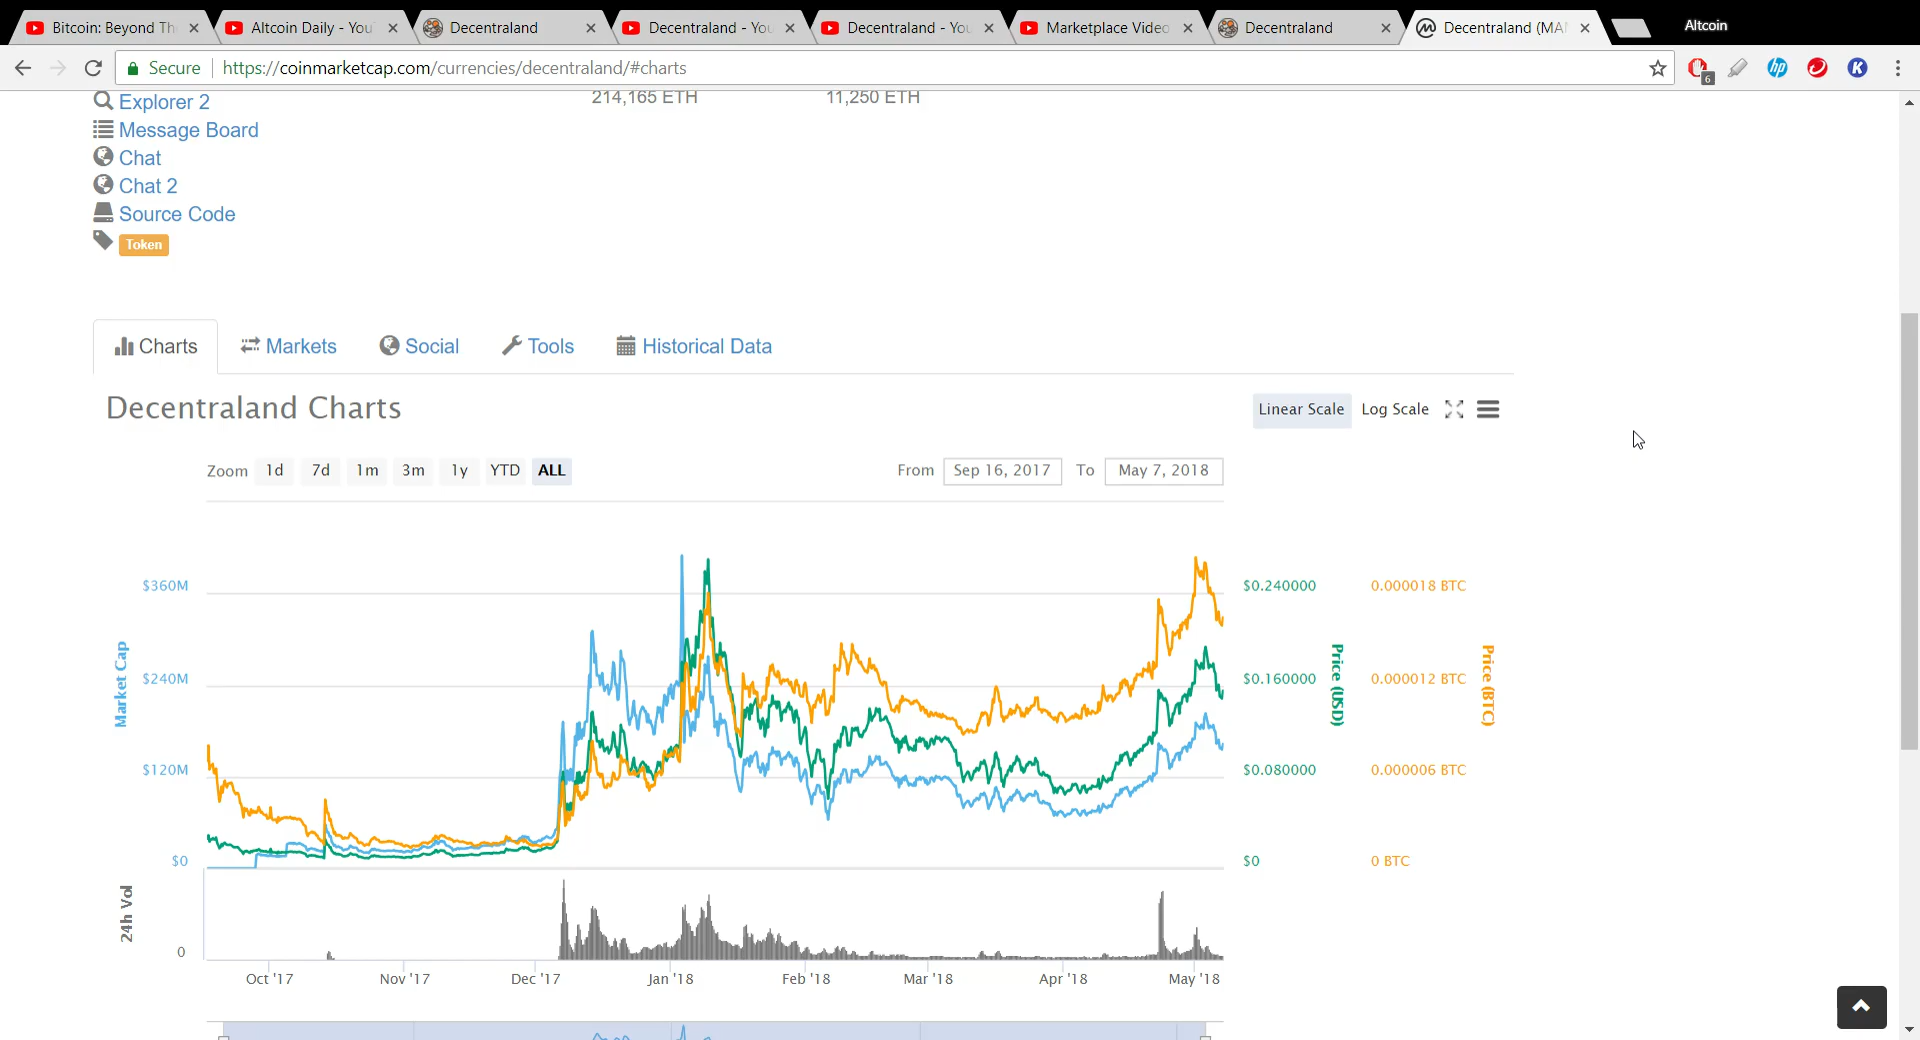 Bitcoin: Beyond Th
Altcoin Daily - You
Decentraland
Decentraland - You
Decentraland - You
Marketplace Video
Decentraland
Decentraland (MA
Altcoin
Secure
https://coinmarketcap.com/currencies/decentraland/#charts
6
hp
K
Explorer 2
214,165 ETH
11,250 ETH
Message Board
Chat
Chat 2
Source Code
Token
Charts
Markets
Social
Tools
Historical Data
Decentraland Charts
Linear Scale
Log Scale
Zoom 1d 7d 1m 3m 1y YTD ALL
From Sep 16, 2017 To May 7, 2018
$360M
$240M
$120M
$0
Market Cap
$0.240000
$0.160000
$0.080000
$0
Price (USD)
0.000018 BTC
0.000012 BTC
0.000006 BTC
0 BTC
Price (BTC)
24h Vol
0
Oct '17 Nov '17 Dec '17 Jan '18 Feb '18 Mar '18 Apr '18 May '18